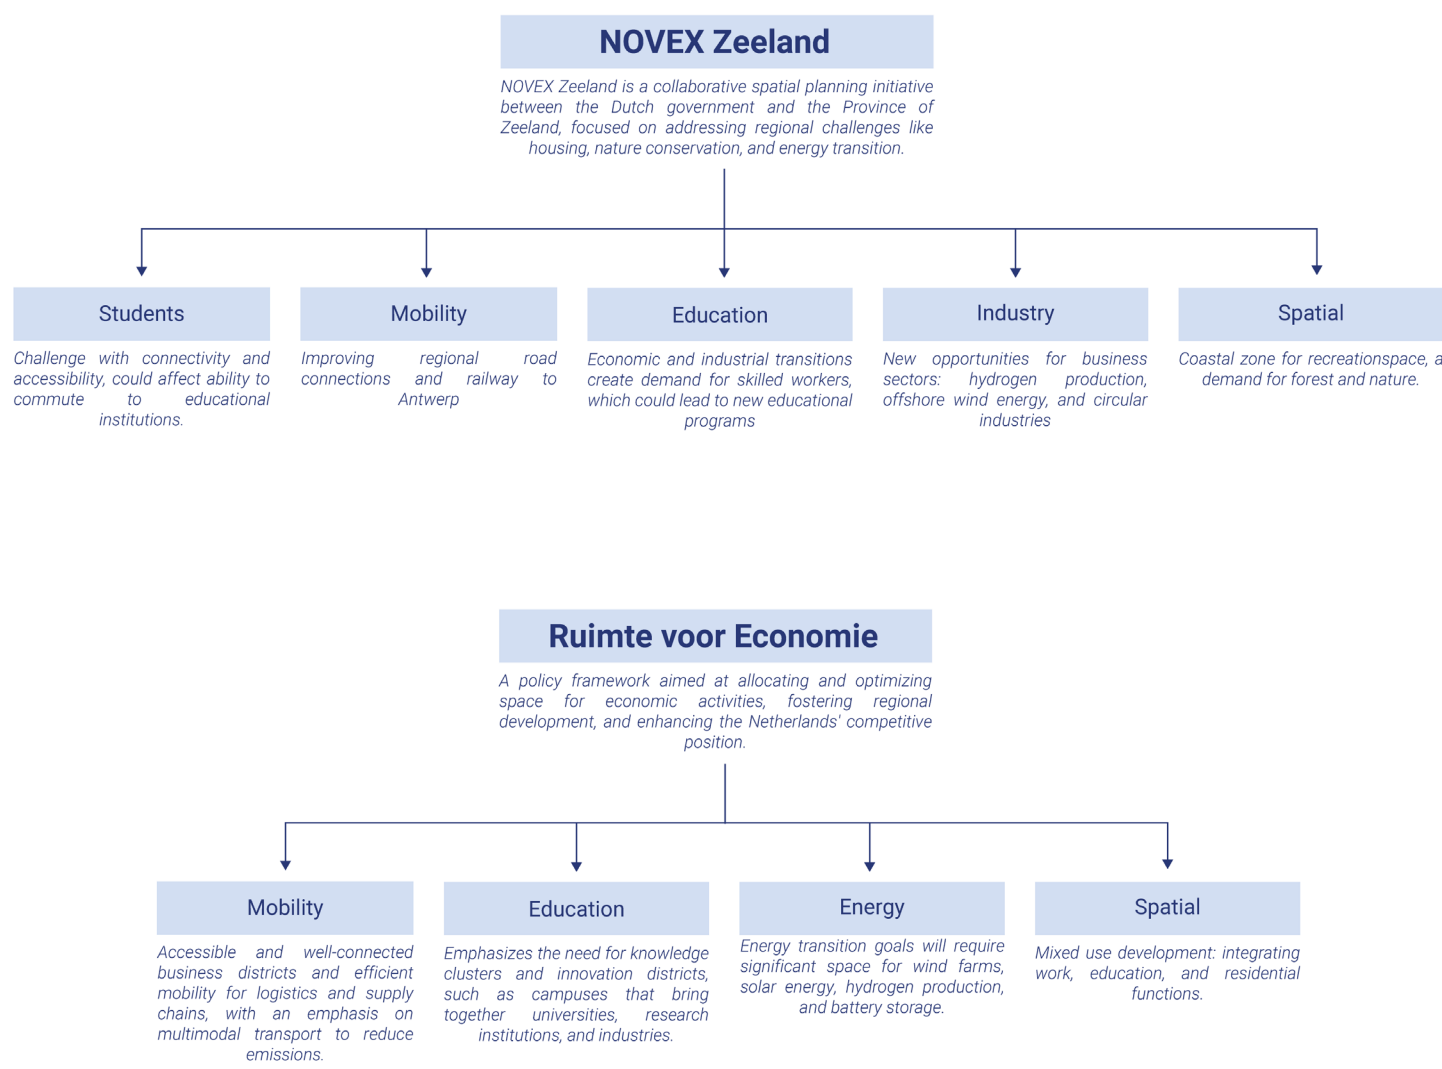 NOVEX Zeeland
NOVEX Zeeland is a collaborative spatial planning initiative
between the Dutch government and the Province of
Zeeland, focused on addressing regional challenges like
housing, nature conservation, and energy transition.
Students
Challenge with connectivity and
accessibility, could affect ability to
commute to educational
institutions.
Mobility
Improving regional road
connections and railway to
Antwerp
Education
Economic and industrial transitions
create demand for skilled workers,
which could lead to new educational
programs
Industry
New opportunities for business
sectors: hydrogen production,
offshore wind energy, and circular
industries
Spatial
Coastal zone for recreationspace,
demand for forest and nature.
Ruimte voor Economie
A policy framework aimed at allocating and optimizing
space for economic activities, fostering regional
development, and enhancing the Netherlands' competitive
position.
Mobility
Accessible and well-connected
business districts and efficient
mobility for logistics and supply
chains, with an emphasis on
multimodal transport to reduce
emissions.
Education
Emphasizes the need for knowledge
clusters and innovation districts,
such as campuses that bring
together universities, research
institutions, and industries.
Energy
Energy transition goals will require
significant space for wind farms,
solar energy, hydrogen production,
and battery storage.
Spatial
Mixed use development: integrating
work, education, and residential
functions.